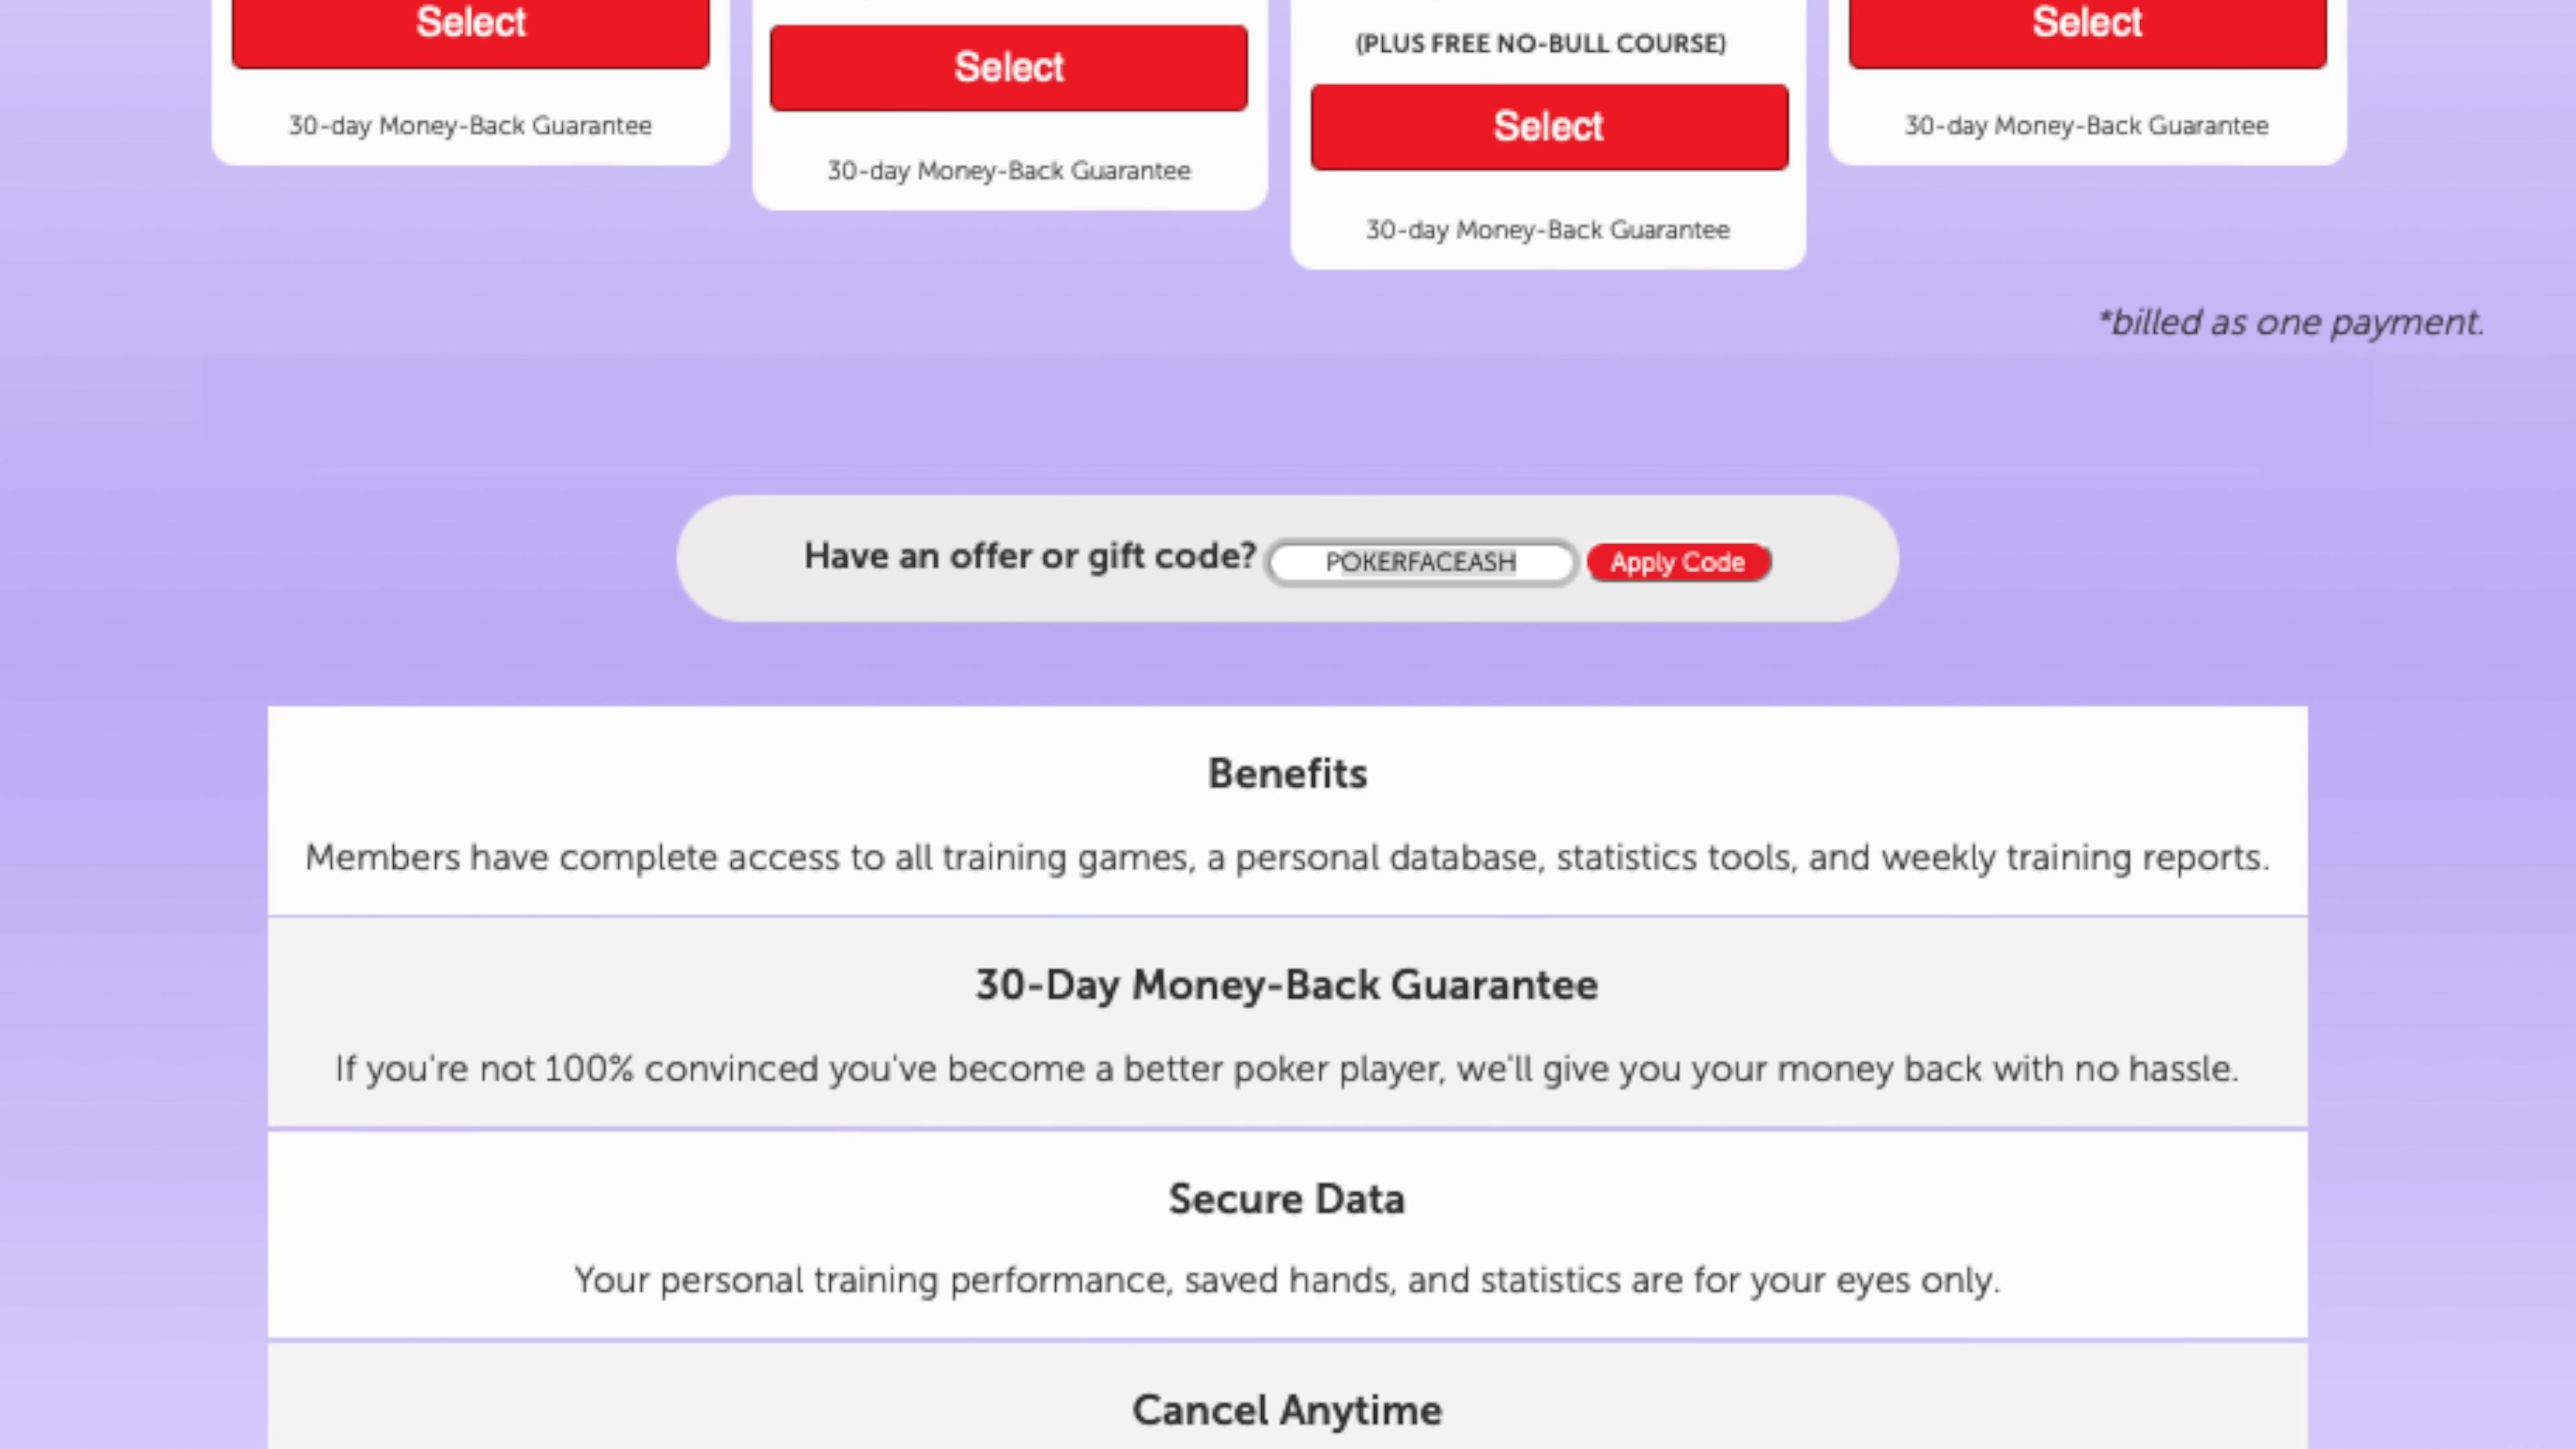 Select
30-day Money-Back Guarantee
Select
30-day Money-Back Guarantee
(PLUS FREE NO-BULL COURSE)
Select
30-day Money-Back Guarantee
Select
30-day Money-Back Guarantee
*billed as one payment.
Have an offer or gift code? POKERFACEASH Apply Code
Benefits
Members have complete access to all training games, a personal database, statistics tools, and weekly training reports.
30-Day Money-Back Guarantee
If you're not 100% convinced you've become a better poker player, we'll give you your money back with no hassle.
Secure Data
Your personal training performance, saved hands, and statistics are for your eyes only.
Cancel Anytime